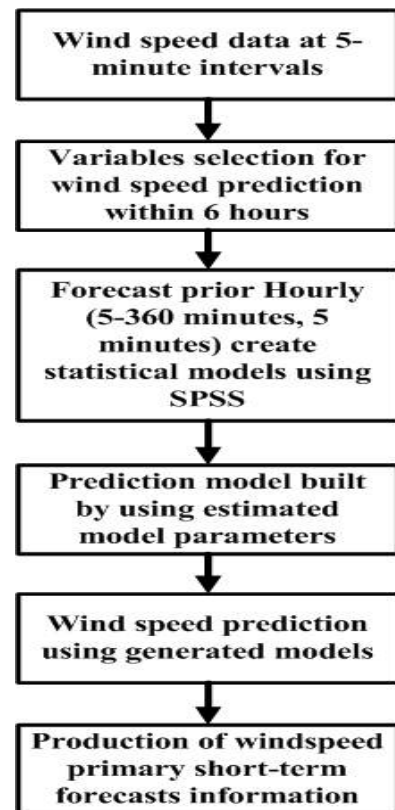 Wind speed data at 5-
minute intervals
Variables selection for
wind speed prediction
within 6 hours
Forecast prior Hourly
(5-360 minutes, 5
minutes) create
statistical models using
SPSS
Prediction model built
by using estimated
model parameters
Wind speed prediction
using generated models
Production of windspeed
primary short-term
forecasts information